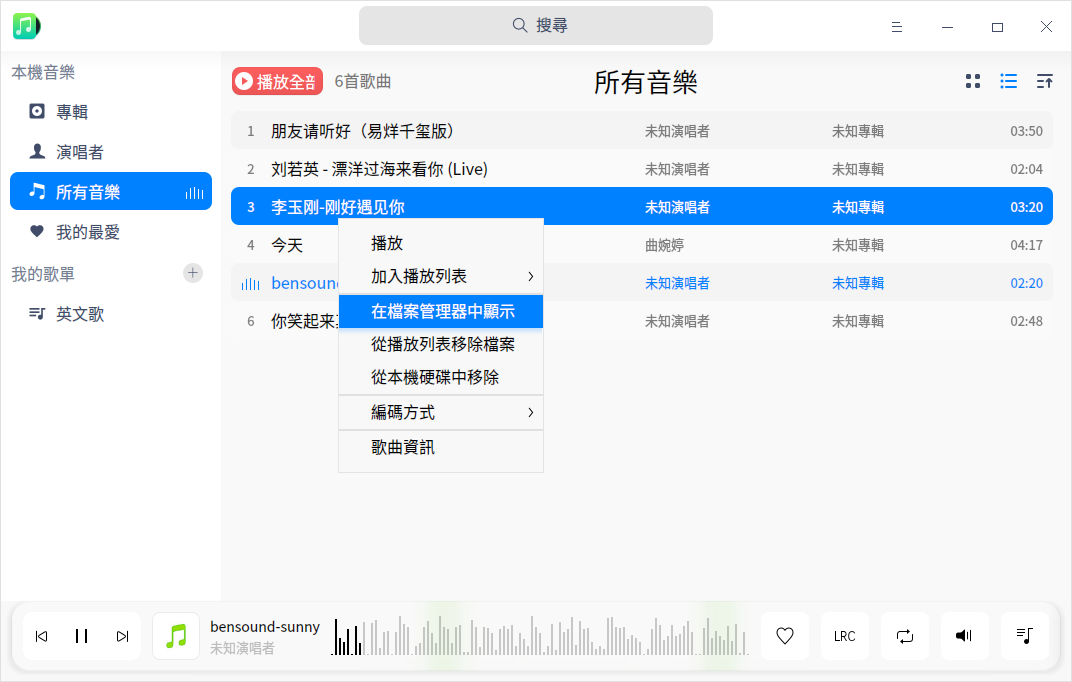 搜尋
本機音樂
專輯
演唱者
所有音樂
我的最愛
我的歌單
英文歌
播放全音
6首歌曲
所有音樂
1 朋友请听好（易烊千玺版） 未知演唱者 未知專輯 03:50
2 刘若英 - 漂洋过海来看你 (Live) 未知演唱者 未知專輯 02:04
3 李玉刚-刚好遇见你 未知演唱者 未知專輯 03:20
4 今天 曲婉婷 未知專輯 04:17
bensoun 未知演唱者 未知專輯 02:20
6 你笑起来 未知演唱者 未知專輯 02:48
播放
加入播放列表
在檔案管理器中顯示
從播放列表移除檔案
從本機硬碟中移除
編碼方式
歌曲資訊
bensound-sunny
未知演唱者
LRC